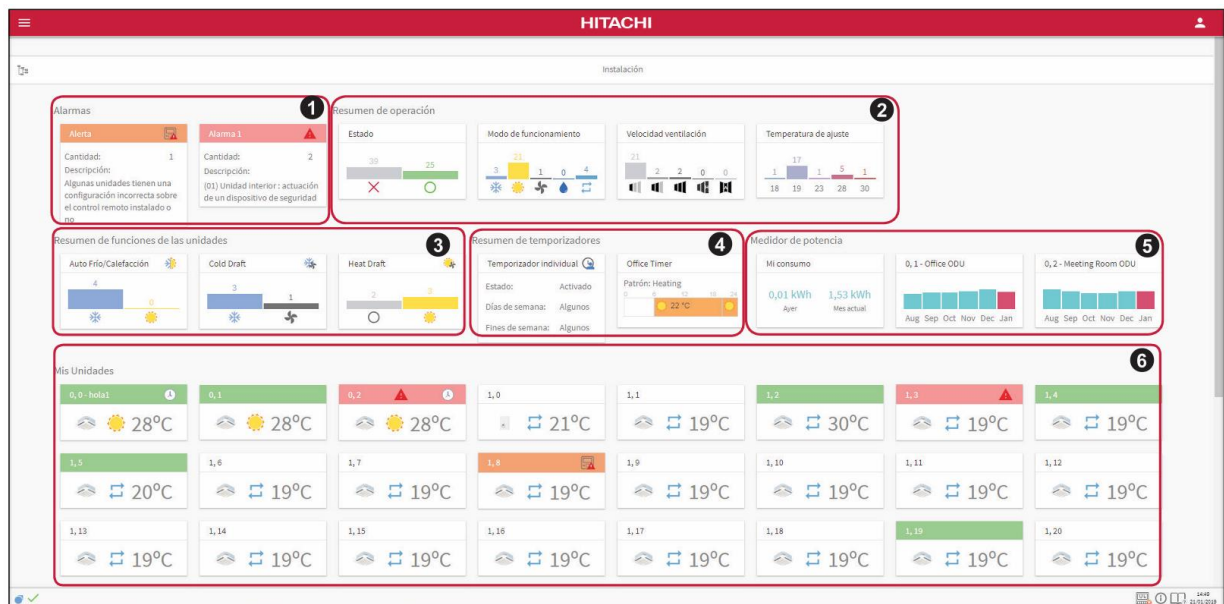 HITACHI
Instalación
Alarmas
1
Alerta
Cantidad: 1
Descripción:
Algunas unidades tienen una
configuración incorrecta sobre
el control remoto instalado o
no
Alarma 1
Cantidad: 2
Descripción:
(01) Unidad interior : actuación
de un dispositivo de seguridad
Resumen de operación
2
Estado
39 25
Modo de funcionamiento
3 21 1 0 4
Velocidad ventilación
21 2 2 0 0
Temperatura de ajuste
1 17 1 5 1
18 19 23 28 30
Resumen de funciones de las unidades
3
Auto Frío/Calefacción
4 0
Cold Draft
3 1
Heat Draft
2 2
Resumen de temporizadores
4
Temporizador individual
Estado: Activado
Días de semana: Algunos
Fines de semana: Algunos
Office Timer
Patrón: Heating
0 6 12 18 24
22 °C
Medidor de potencia
5
Mi consumo
0,01 kWh 1,53 kWh
Ayer Mes actual
0, 1 - Office ODU
Aug Sep Oct Nov Dec Jan
0, 2 - Meeting Room ODU
Aug Sep Oct Nov Dec Jan
6
Mis Unidades
0, 0 - hola1 0, 1 0, 2 1, 0 1, 1 1, 2 1, 3 1, 4
28°C 28°C 28°C 21°C 19°C 30°C 19°C 19°C
1, 5 1, 6 1, 7 1, 8 1, 9 1, 10 1, 11 1, 12
20°C 19°C 19°C 19°C 19°C 19°C 19°C 19°C
1, 13 1, 14 1, 15 1, 16 1, 17 1, 18 1, 19 1, 20
19°C 19°C 19°C 19°C 19°C 19°C 19°C 19°C
14:48
21/01/2019